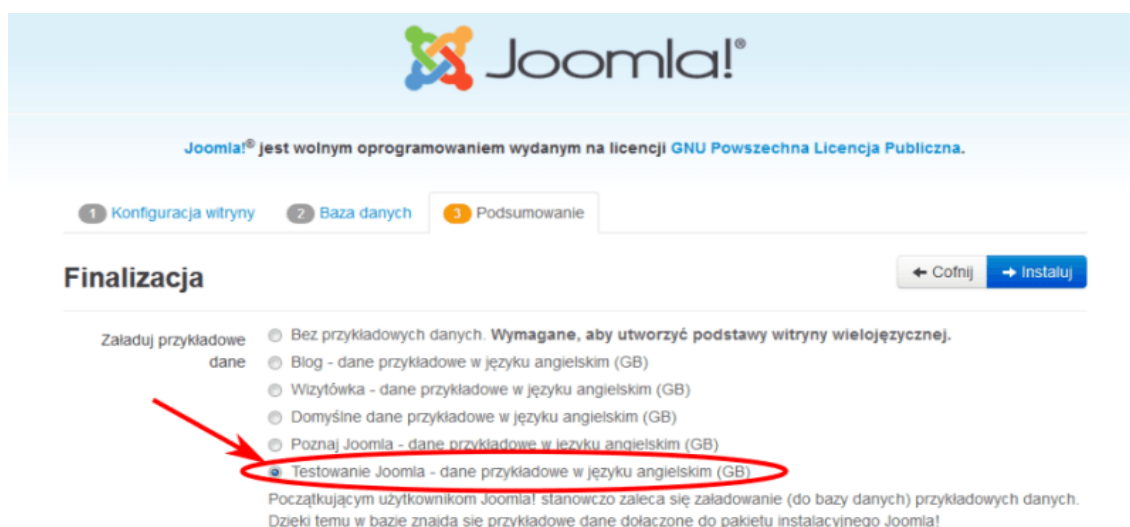 Joomla!®
Joomla!® jest wolnym oprogramowaniem wydanym na licencji GNU Powszechna Licencja Publiczna.
1 Konfiguracja witryny 2 Baza danych 3 Podsumowanie
Finalizacja
Cofnij Instaluj
Załaduj przykładowe dane
Bez przykładowych danych. Wymagane, aby utworzyć podstawy witryny wielojęzycznej.
Blog - dane przykładowe w języku angielskim (GB)
Wizytówka - dane przykładowe w języku angielskim (GB)
Domyślne dane przykładowe w języku angielskim (GB)
Poznaj Joomla - dane przykładowe w języku angielskim (GB)
Testowanie Joomla - dane przykładowe w języku angielskim (GB)
Początkującym użytkownikom Joomla! stanowczo zaleca się załadowanie (do bazy danych) przykładowych danych.
Dzięki temu w bazie znajdą się przykładowe dane dołączone do pakietu instalacyjnego Joomla!